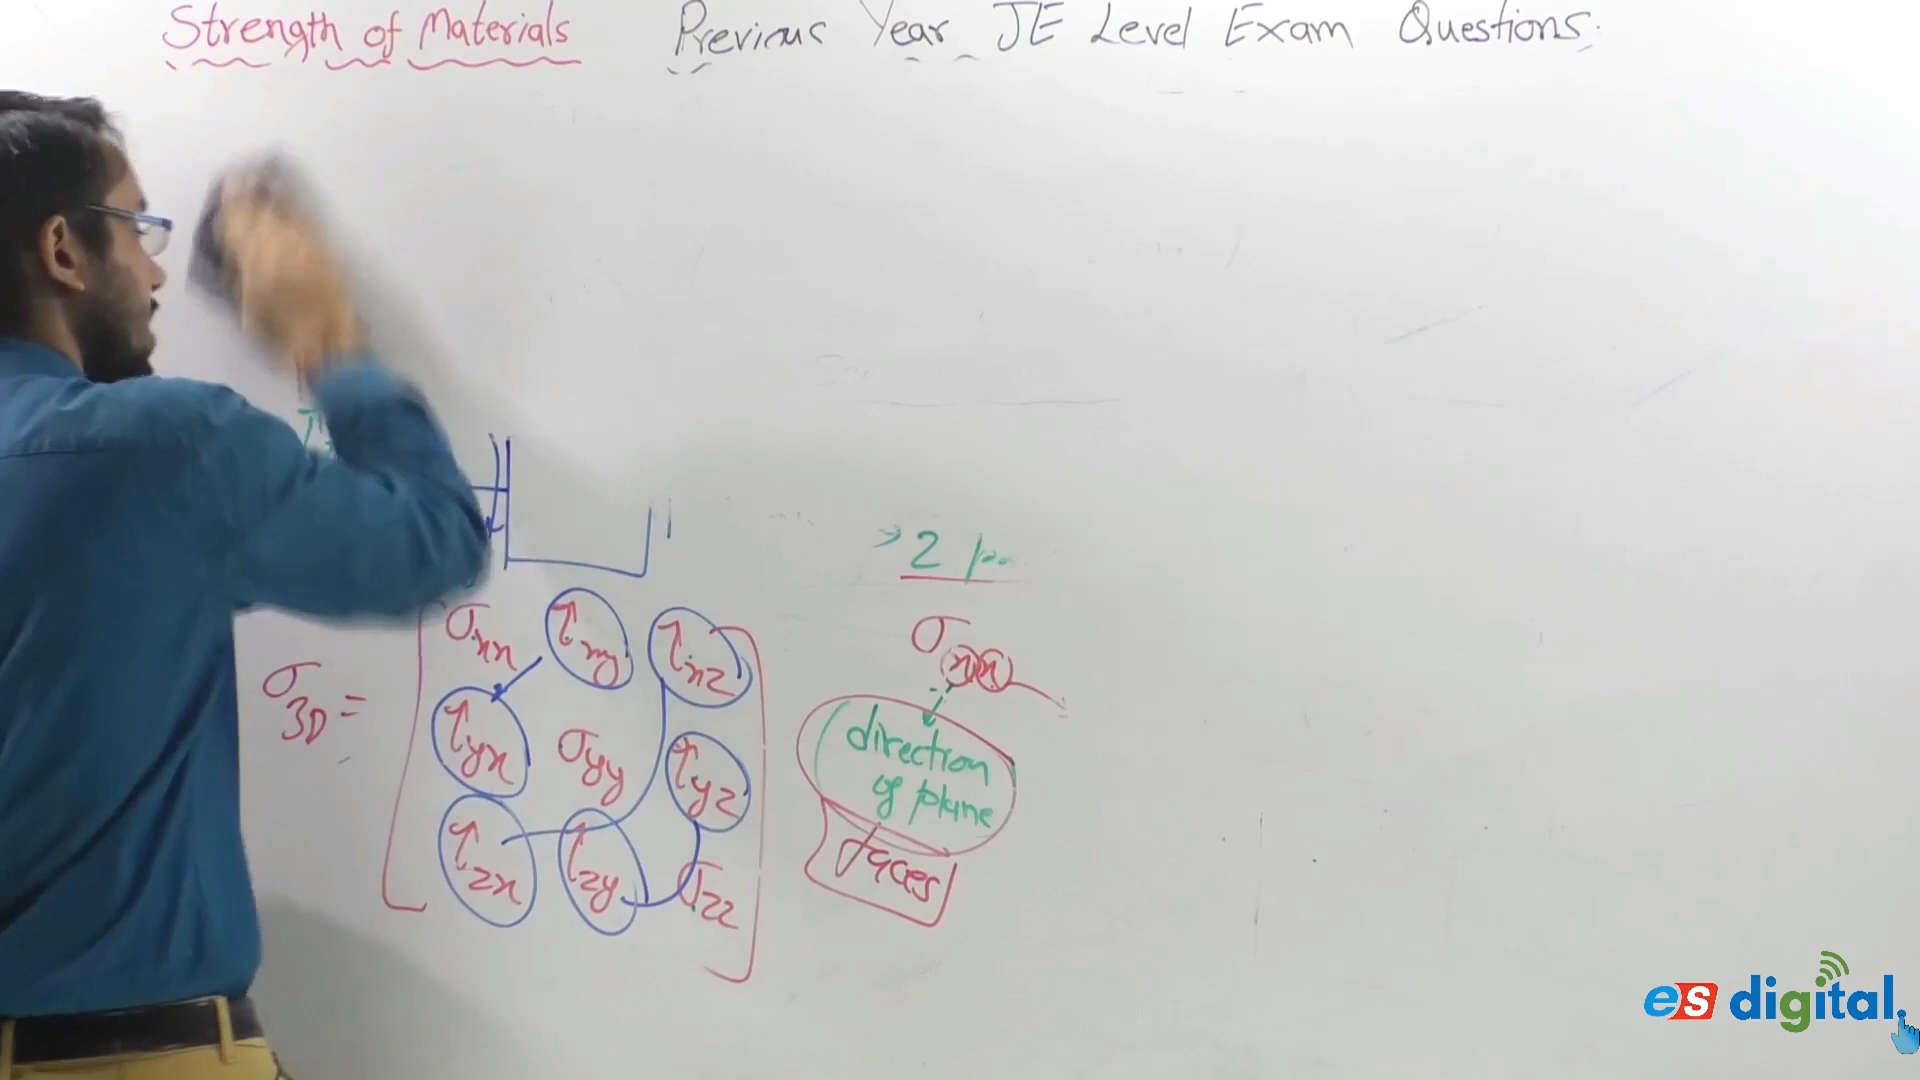 Strength of Materials Previous Year JE Level Exam Questions.
2
σxx τxy τxz
σ3D =
τyx σyy τyz
τzx τzy σzz
σxx
direction
of plane
faces
es digital.